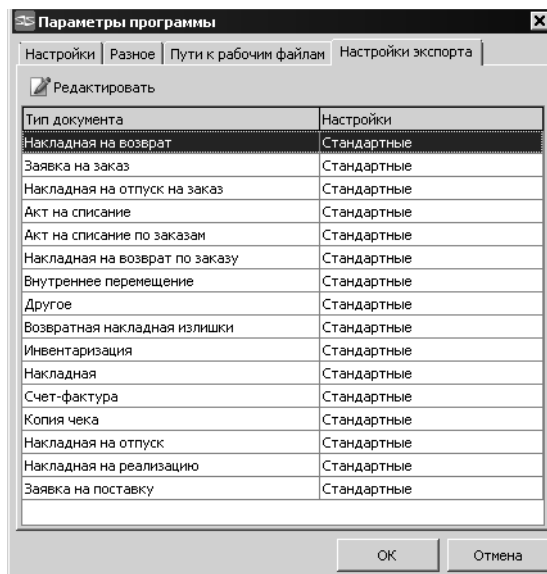 Параметры программы
Настройки Разное Пути к рабочим файлам Настройки экспорта
Редактировать
Тип документа Настройки
Накладная на возврат Стандартные
Заявка на заказ Стандартные
Накладная на отпуск на заказ Стандартные
Акт на списание Стандартные
Акт на списание по заказам Стандартные
Накладная на возврат по заказу Стандартные
Внутреннее перемещение Стандартные
Другое Стандартные
Возвратная накладная излишки Стандартные
Инвентаризация Стандартные
Накладная Стандартные
Счет-фактура Стандартные
Копия чека Стандартные
Накладная на отпуск Стандартные
Накладная на реализацию Стандартные
Заявка на поставку Стандартные
ОК Отмена